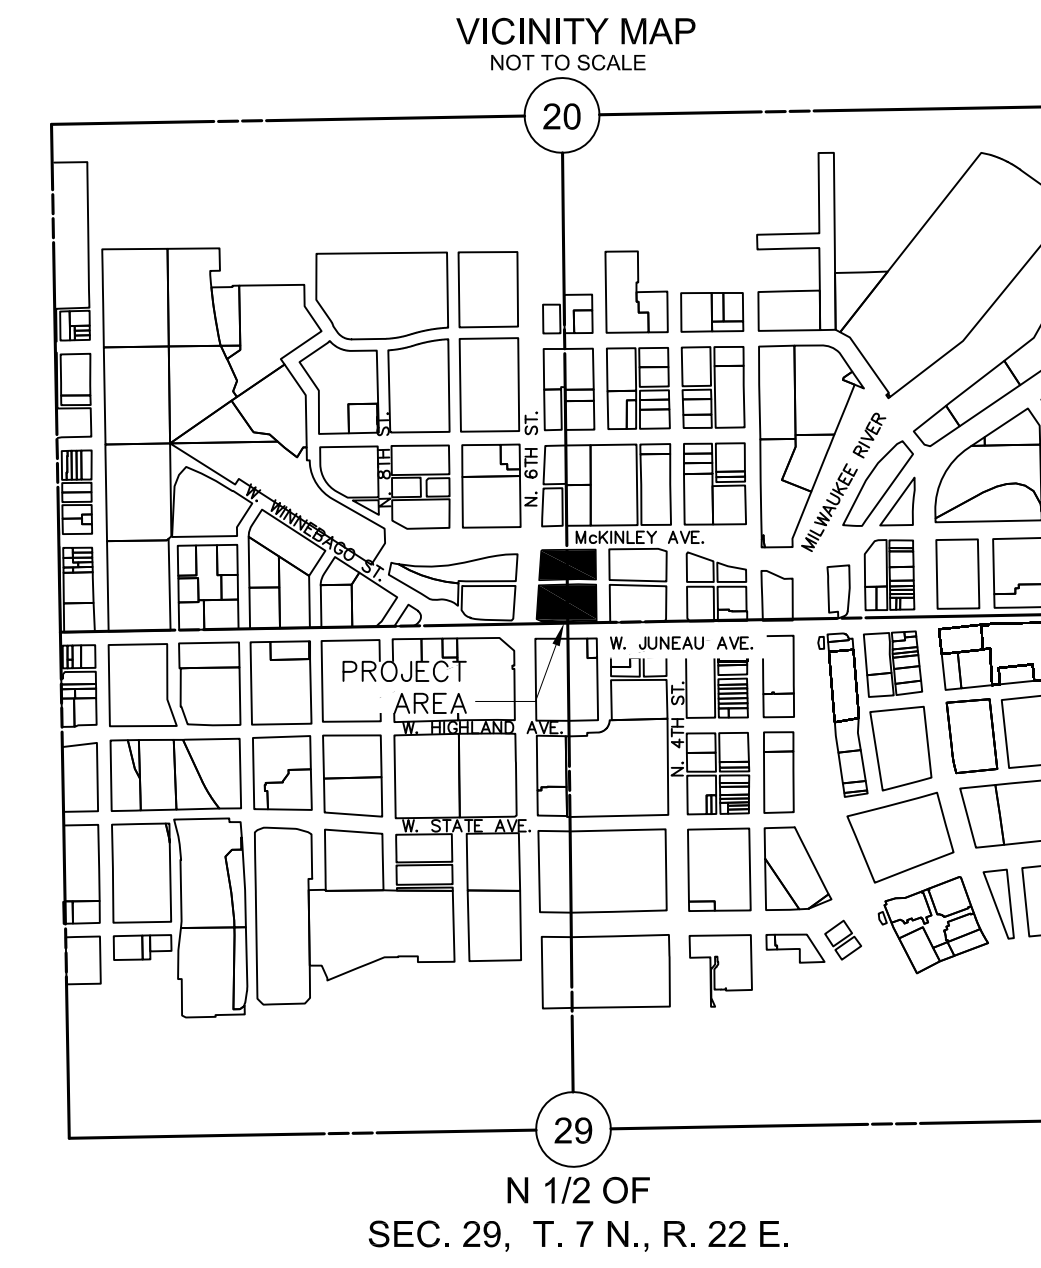 VICINITY MAP
NOT TO SCALE
20
N. 8TH ST.
N. 6TH ST.
MILWAUKEE RIVER
W. WINNEBAGO ST.
McKINLEY AVE.
W. JUNEAU AVE.
PROJECT
AREA
N. 4TH ST.
W. HIGHLAND AVE.
W. STATE AVE.
29
N 1/2 OF
SEC. 29, T. 7 N., R. 22 E.